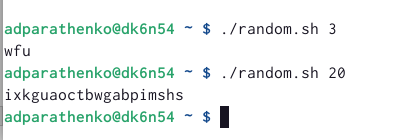 adparathenko@dk6n54 ~ $ ./random.sh 3
wfu
adparathenko@dk6n54 ~ $ ./random.sh 20
ixkguaoctbwgabpimshs
adparathenko@dk6n54 ~ $